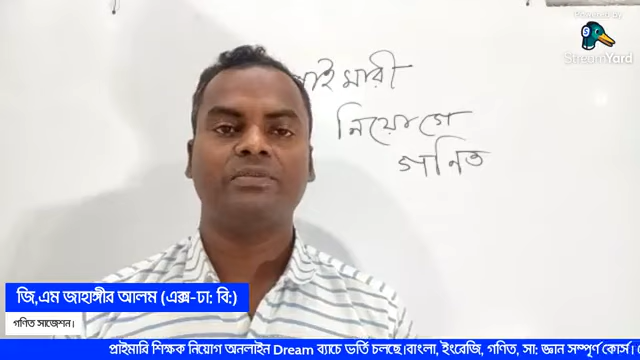 Powered by
StreamYard
প্রাইমারী
নিয়োগে
গনিত
জি,এম জাহাঙ্গীর আলম (এক্স-ঢা: বি:)
গণিত সাজেশন।
প্রাইমারি শিক্ষক নিয়োগ অনলাইন Dream ব্যাচে ভর্তি চলছে।বাংলা, ইংরেজি, গণিত, সা: জ্ঞান সম্পূর্ণ কোর্স।